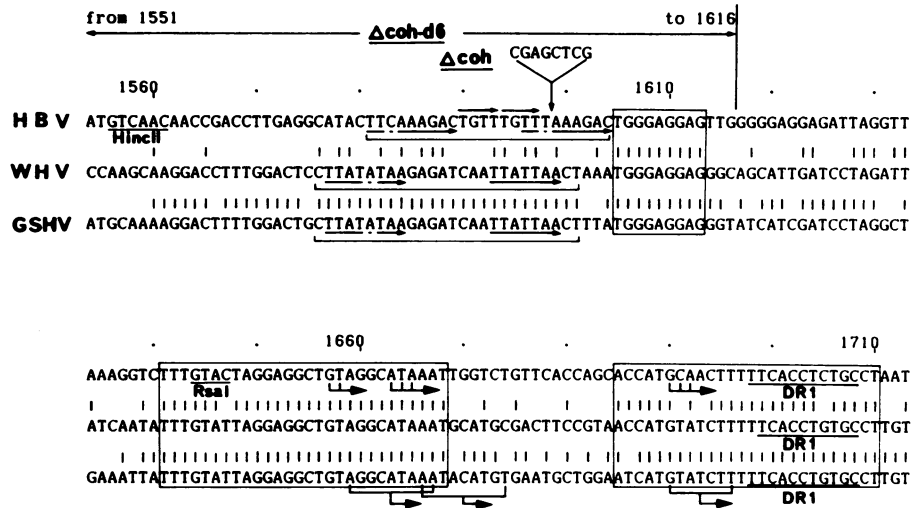 from 1551 to 1616
Δcoh-d6
Δcoh CGAGCTCG
1560 1610
HBV ATGTCAACAACCGACCTTGAGGCATACTTCAAAGACTGTTTGTTTAAAGACTGGGAGGAGTTGGGGGAGGAGATTAGGTT
HincII
WHV CCAAGCAAGGACCTTTGGACTCCTTATATAAGAGATCAATTATTAACTAAATGGGAGGAGGGCAGCATTGATCCTAGATT
GSHV ATGCAAAAGGACTTTTGGACTGCTTATATAAGAGATCAATTATTAACTTTATGGGAGGAGGGTATCATCGATCCTAGGCT
1660 1710
AAAGGTCTTTGTACTAGGAGGCTGTAGGCATAAATTGGTCTGTTCACCAGCACCATGCAACTTTTTCACCTCTGCCTAAT
RsaI DR1
ATCAATATTTGTATTAGGAGGCTGTAGGCATAAATGCATGCGACTTCCGTAACCATGTATCTTTTTCACCTGTGCCTTGT
DR1
GAAATTATTTGTATTAGGAGGCTGTAGGCATAAATACATGTGAATGCTGGAATCATGTATCTTTTTCACCTGTGCCTTGT
DR1